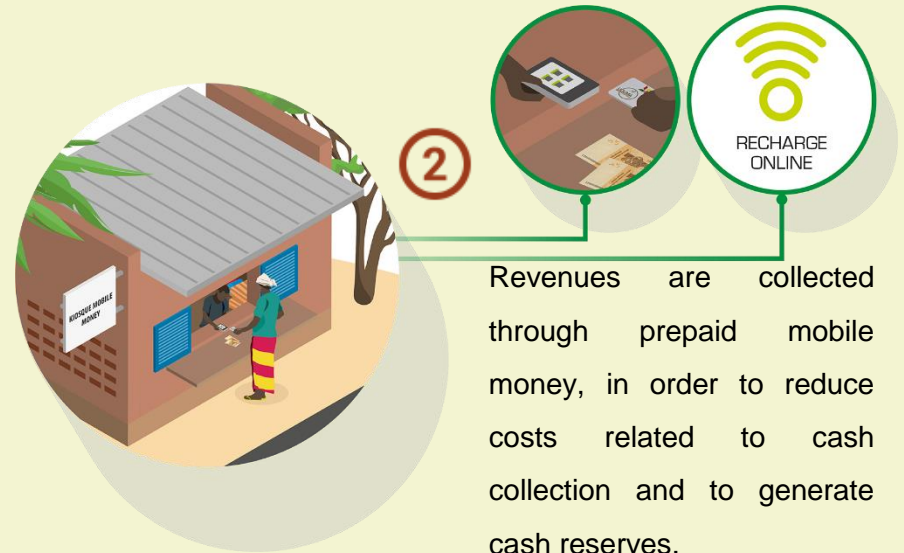 2
RECHARGE
ONLINE
KIOSQUE MOBILE
MONEY
Revenues are collected
through prepaid mobile
money, in order to reduce
costs related to cash
collection and to generate
cash reserves.